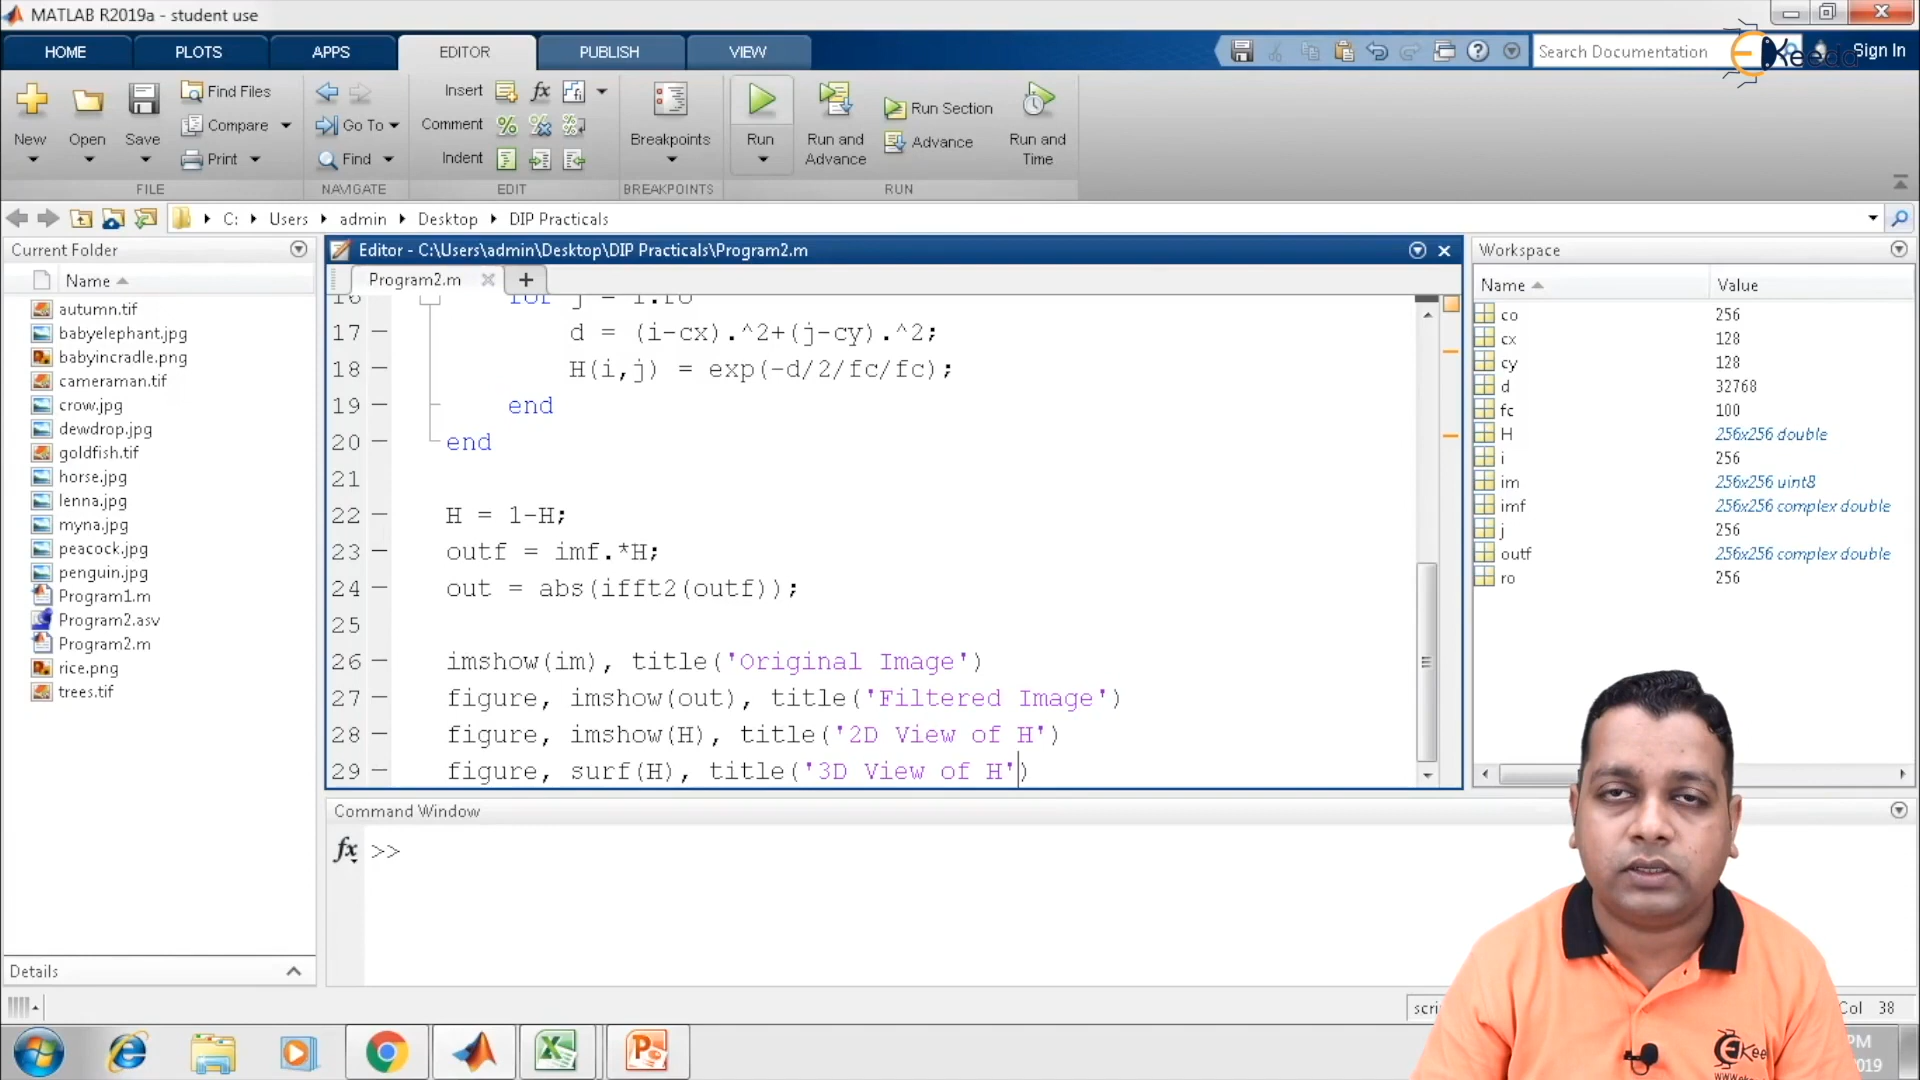 MATLAB R2019a - student use
HOME PLOTS APPS EDITOR PUBLISH VIEW Search Documentation Sign In
New Open Save Find Files Compare Print
FILE
Go To Find
NAVIGATE
Insert fx
Comment
Indent
EDIT
Breakpoints
BREAKPOINTS
Run Run and Advance Run Section Advance Run and Time
RUN
C: Users admin Desktop DIP Practicals
Current Folder
Name
autumn.tif
babyelephant.jpg
babyincradle.png
cameraman.tif
crow.jpg
dewdrop.jpg
goldfish.tif
horse.jpg
lenna.jpg
myna.jpg
peacock.jpg
penguin.jpg
Program1.m
Program2.asv
Program2.m
rice.png
trees.tif
Details
Editor - C:\Users\admin\Desktop\DIP Practicals\Program2.m
Program2.m
16 for j = 1:ro
17 d = (i-cx).^2+(j-cy).^2;
18 H(i,j) = exp(-d/2/fc/fc);
19 end
20 end
21
22 H = 1-H;
23 outf = imf.*H;
24 out = abs(ifft2(outf));
25
26 imshow(im), title('Original Image')
27 figure, imshow(out), title('Filtered Image')
28 figure, imshow(H), title('2D View of H')
29 figure, surf(H), title('3D View of H')
Command Window
fx >>
Workspace
Name Value
co 256
cx 128
cy 128
d 32768
fc 100
H 256x256 double
i 256
im 256x256 uint8
imf 256x256 complex double
j 256
outf 256x256 complex double
ro 256
scri
Col 38
PM